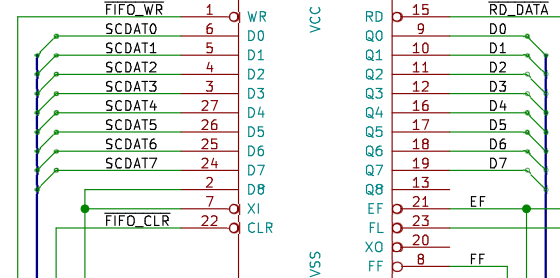 FIFO_WR 1 WR VCC RD 15 RD_DATA
SCDAT0 6 D0 Q0 9 D0
SCDAT1 5 D1 Q1 10 D1
SCDAT2 4 D2 Q2 11 D2
SCDAT3 3 D3 Q3 12 D3
SCDAT4 27 D4 Q4 16 D4
SCDAT5 26 D5 Q5 17 D5
SCDAT6 25 D6 Q6 18 D6
SCDAT7 24 D7 Q7 19 D7
2 D8 Q8 13
7 XI EF 21 EF
FIFO_CLR 22 CLR FL 23
XO 20
VSS FF 8 FF